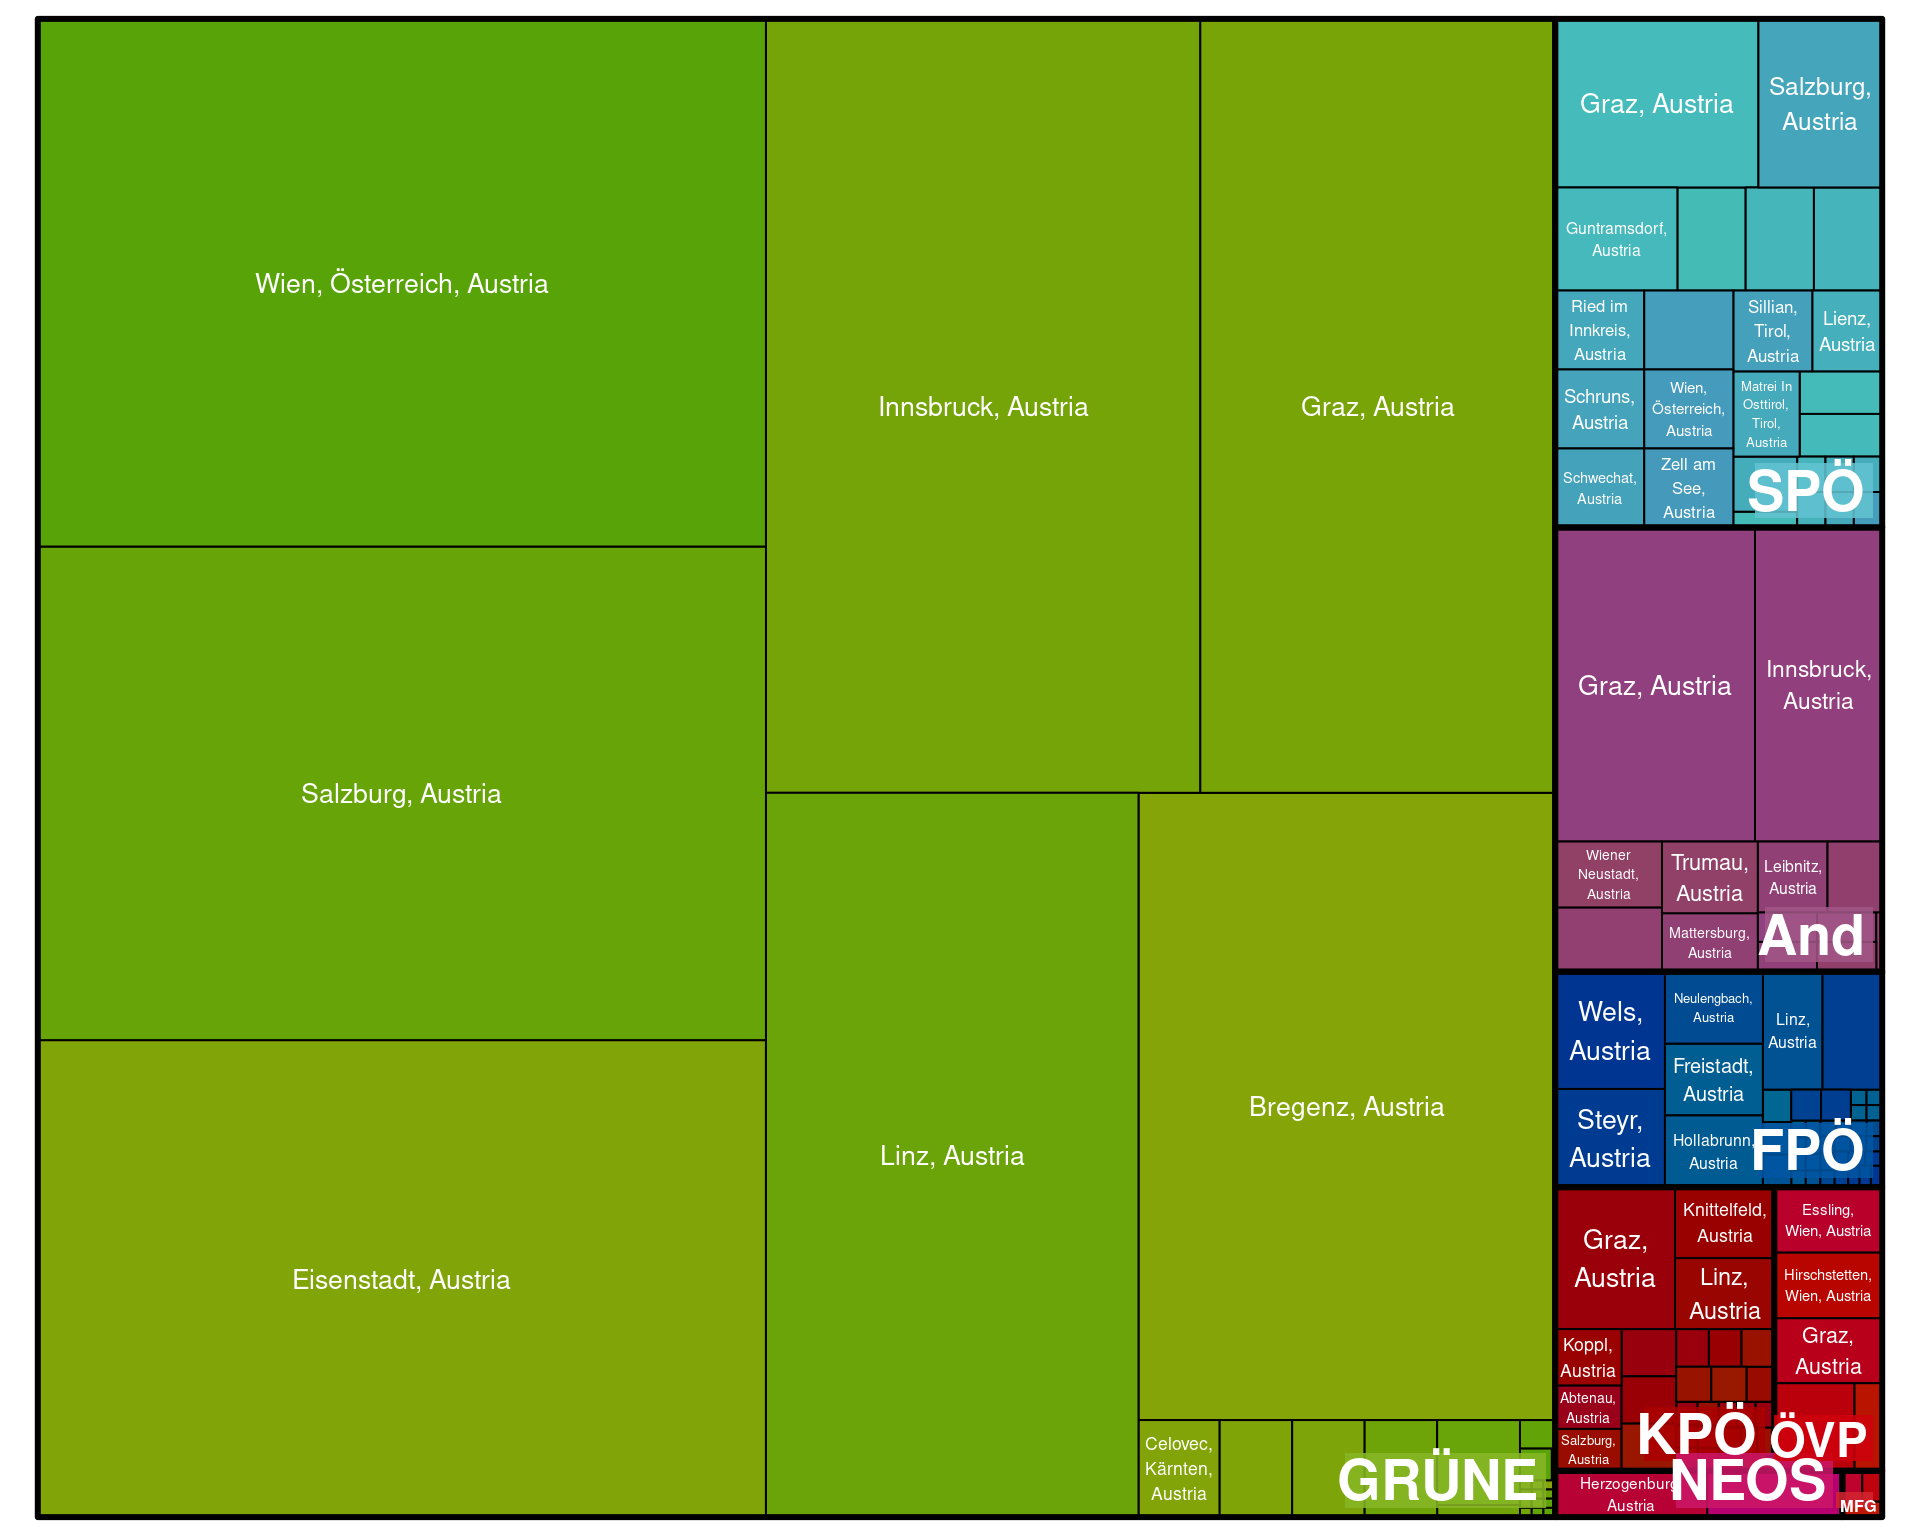 Wien, Österreich, Austria
Salzburg, Austria
Eisenstadt, Austria
Innsbruck, Austria
Graz, Austria
Linz, Austria
Bregenz, Austria
Celovec,
Kärnten,
Austria
GRÜNE
Graz, Austria
Salzburg,
Austria
Guntramsdorf,
Austria
Ried im
Innkreis,
Austria
Sillian,
Tirol,
Austria
Lienz,
Austria
Schruns,
Austria
Wien,
Österreich,
Austria
Matrei In
Osttirol,
Tirol,
Austria
Schwechat,
Austria
Zell am
See,
Austria
SPÖ
Graz, Austria
Innsbruck,
Austria
Wiener
Neustadt,
Austria
Trumau,
Austria
Leibnitz,
Austria
Mattersburg,
Austria
And
Wels,
Austria
Neulengbach,
Austria
Linz,
Austria
Freistadt,
Austria
Steyr,
Austria
Hollabrunn,
Austria
FPÖ
Graz,
Austria
Knittelfeld,
Austria
Linz,
Austria
Koppl,
Austria
Abtenau,
Austria
Salzburg,
Austria
KPÖ
Essling,
Wien, Austria
Hirschstetten,
Wien, Austria
Graz,
Austria
ÖVP
Herzogenburg
Austria
NEOS
MFG